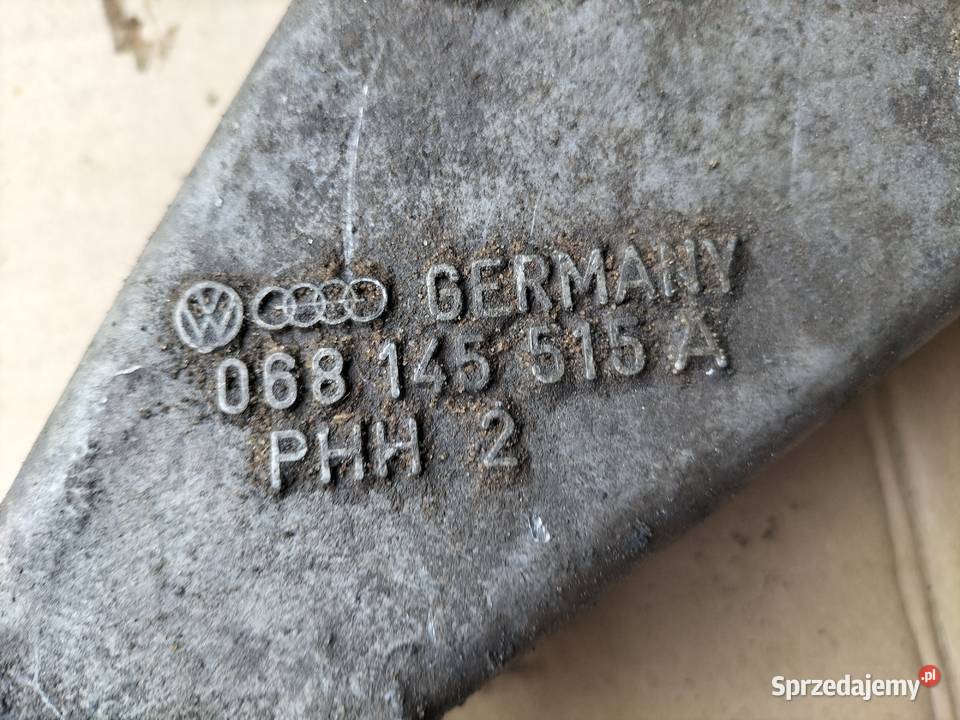 GERMANY
068 145 515 A
PHH 2
Sprzedajemy.pl